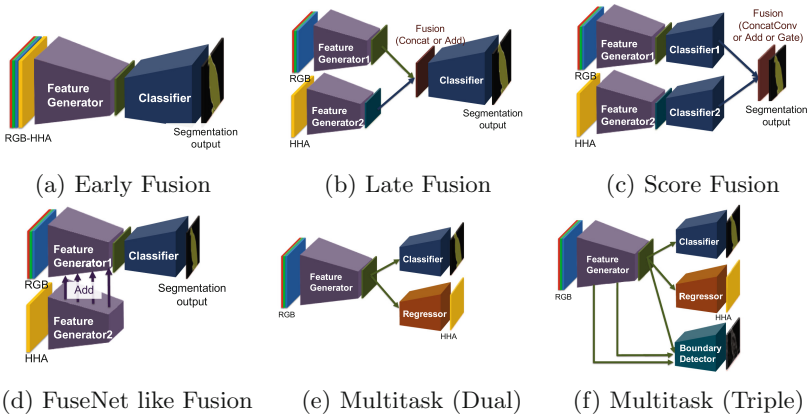 RGB-HHA
Feature
Generator
Classifier
Segmentation
output
(a) Early Fusion
Feature
Generator1
RGB
Feature
Generator2
HHA
Fusion
(Concat or Add)
Classifier
Segmentation
output
(b) Late Fusion
Feature
Generator1
RGB
Classifier1
Feature
Generator2
HHA
Classifier2
Fusion
(ConcatConv
or Add or Gate)
Segmentation
output
(c) Score Fusion
Feature
Generator1
RGB
Add
Feature
Generator2
HHA
Classifier
Segmentation
output
(d) FuseNet like Fusion
RGB
Feature
Generator
Classifier
Regressor
HHA
(e) Multitask (Dual)
RGB
Feature
Generator
Classifier
Regressor
HHA
Boundary
Detector
(f) Multitask (Triple)